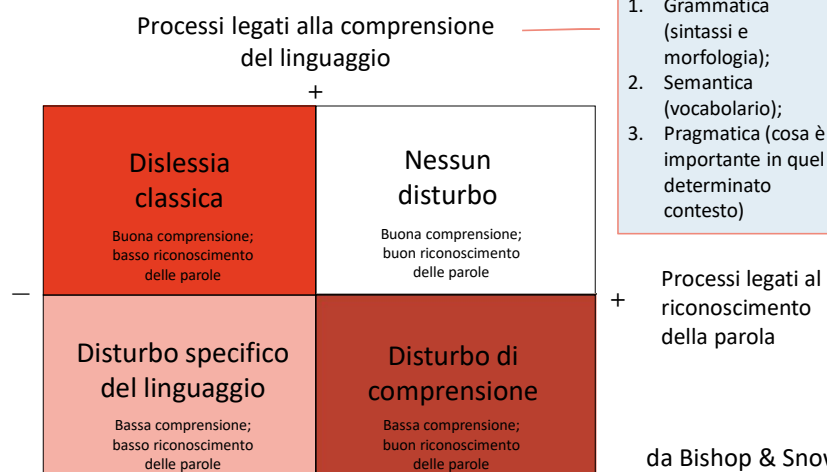 Processi legati alla comprensione
del linguaggio
+
1. Grammatica
(sintassi e
morfologia);
2. Semantica
(vocabolario);
3. Pragmatica (cosa è
importante in quel
determinato
contesto)
Dislessia
classica
Buona comprensione;
basso riconoscimento
delle parole
Nessun
disturbo
Buona comprensione;
buon riconoscimento
delle parole
–
+
Processi legati al
riconoscimento
della parola
Disturbo specifico
del linguaggio
Bassa comprensione;
basso riconoscimento
delle parole
Disturbo di
comprensione
Bassa comprensione;
buon riconoscimento
delle parole
da Bishop &